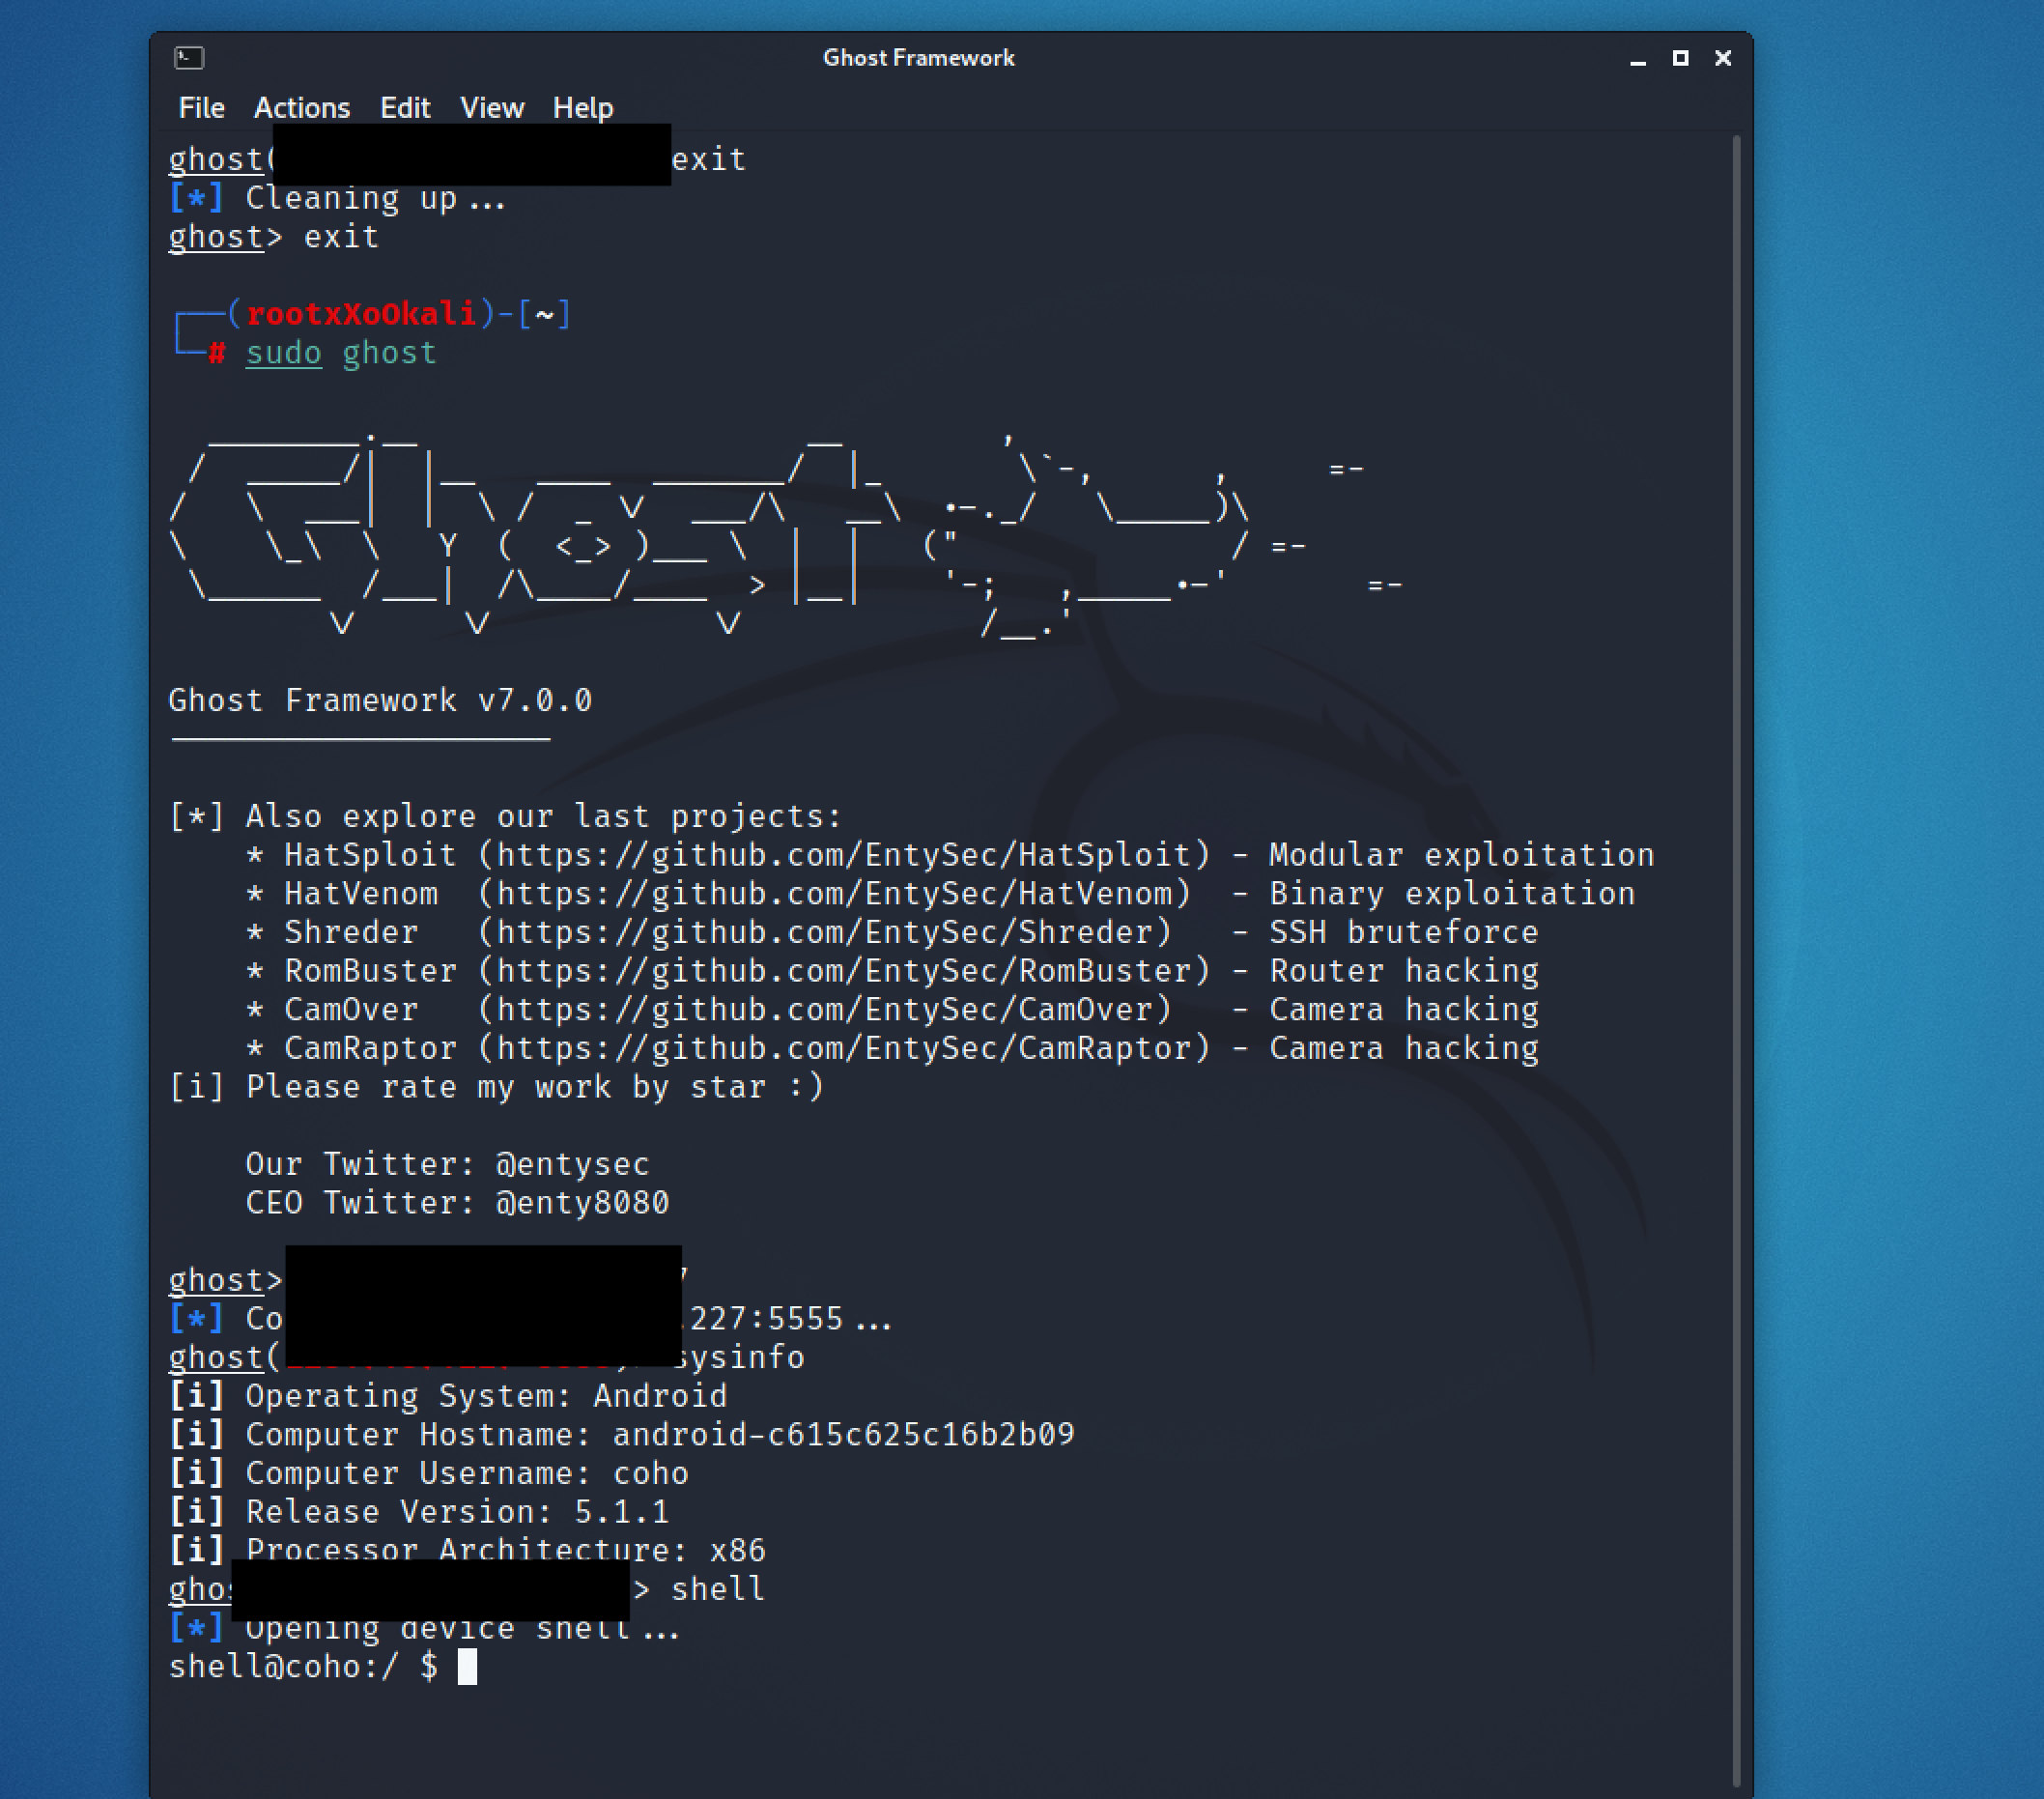 Ghost Framework
File Actions Edit View Help
ghost( exit
[*] Cleaning up...
ghost> exit
(rootxXoOkali)-[~]
# sudo ghost
Ghost Framework v7.0.0
[*] Also explore our last projects:
* HatSploit (https://github.com/EntySec/HatSploit) - Modular exploitation
* HatVenom (https://github.com/EntySec/HatVenom) - Binary exploitation
* Shreder (https://github.com/EntySec/Shreder) - SSH bruteforce
* RomBuster (https://github.com/EntySec/RomBuster) - Router hacking
* CamOver (https://github.com/EntySec/CamOver) - Camera hacking
* CamRaptor (https://github.com/EntySec/CamRaptor) - Camera hacking
[i] Please rate my work by star :)
Our Twitter: @entysec
CEO Twitter: @enty8080
ghost>
[*] Co .227:5555...
ghost( sysinfo
[i] Operating System: Android
[i] Computer Hostname: android-c615c625c16b2b09
[i] Computer Username: coho
[i] Release Version: 5.1.1
[i] Processor Architecture: x86
ghos > shell
[*] Opening device shell...
shell@coho:/ $